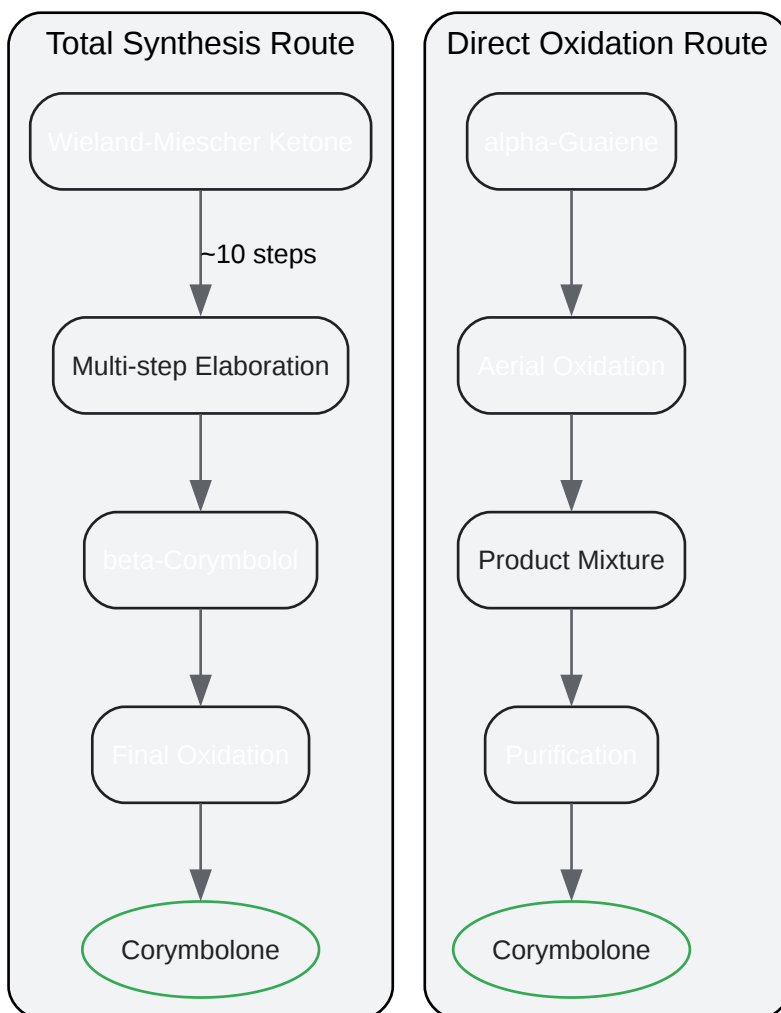 Total Synthesis Route
Wieland-Miescher Ketone
~10 steps
Multi-step Elaboration
beta-Corymbolol
Final Oxidation
Corymbolone
Direct Oxidation Route
alpha-Guaiene
Aerial Oxidation
Product Mixture
Purification
Corymbolone